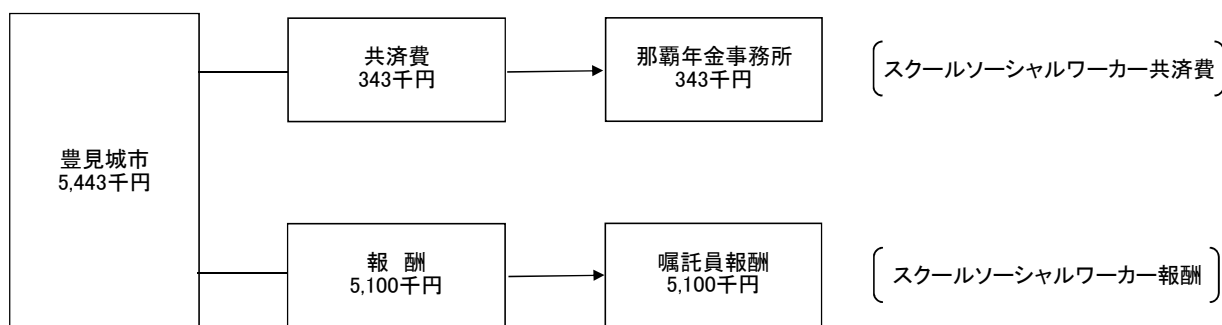 豊見城市
5,443千円
共済費
343千円
那覇年金事務所
343千円
スクールソーシャルワーカー共済費
報　酬
5,100千円
嘱託員報酬
5,100千円
スクールソーシャルワーカー報酬